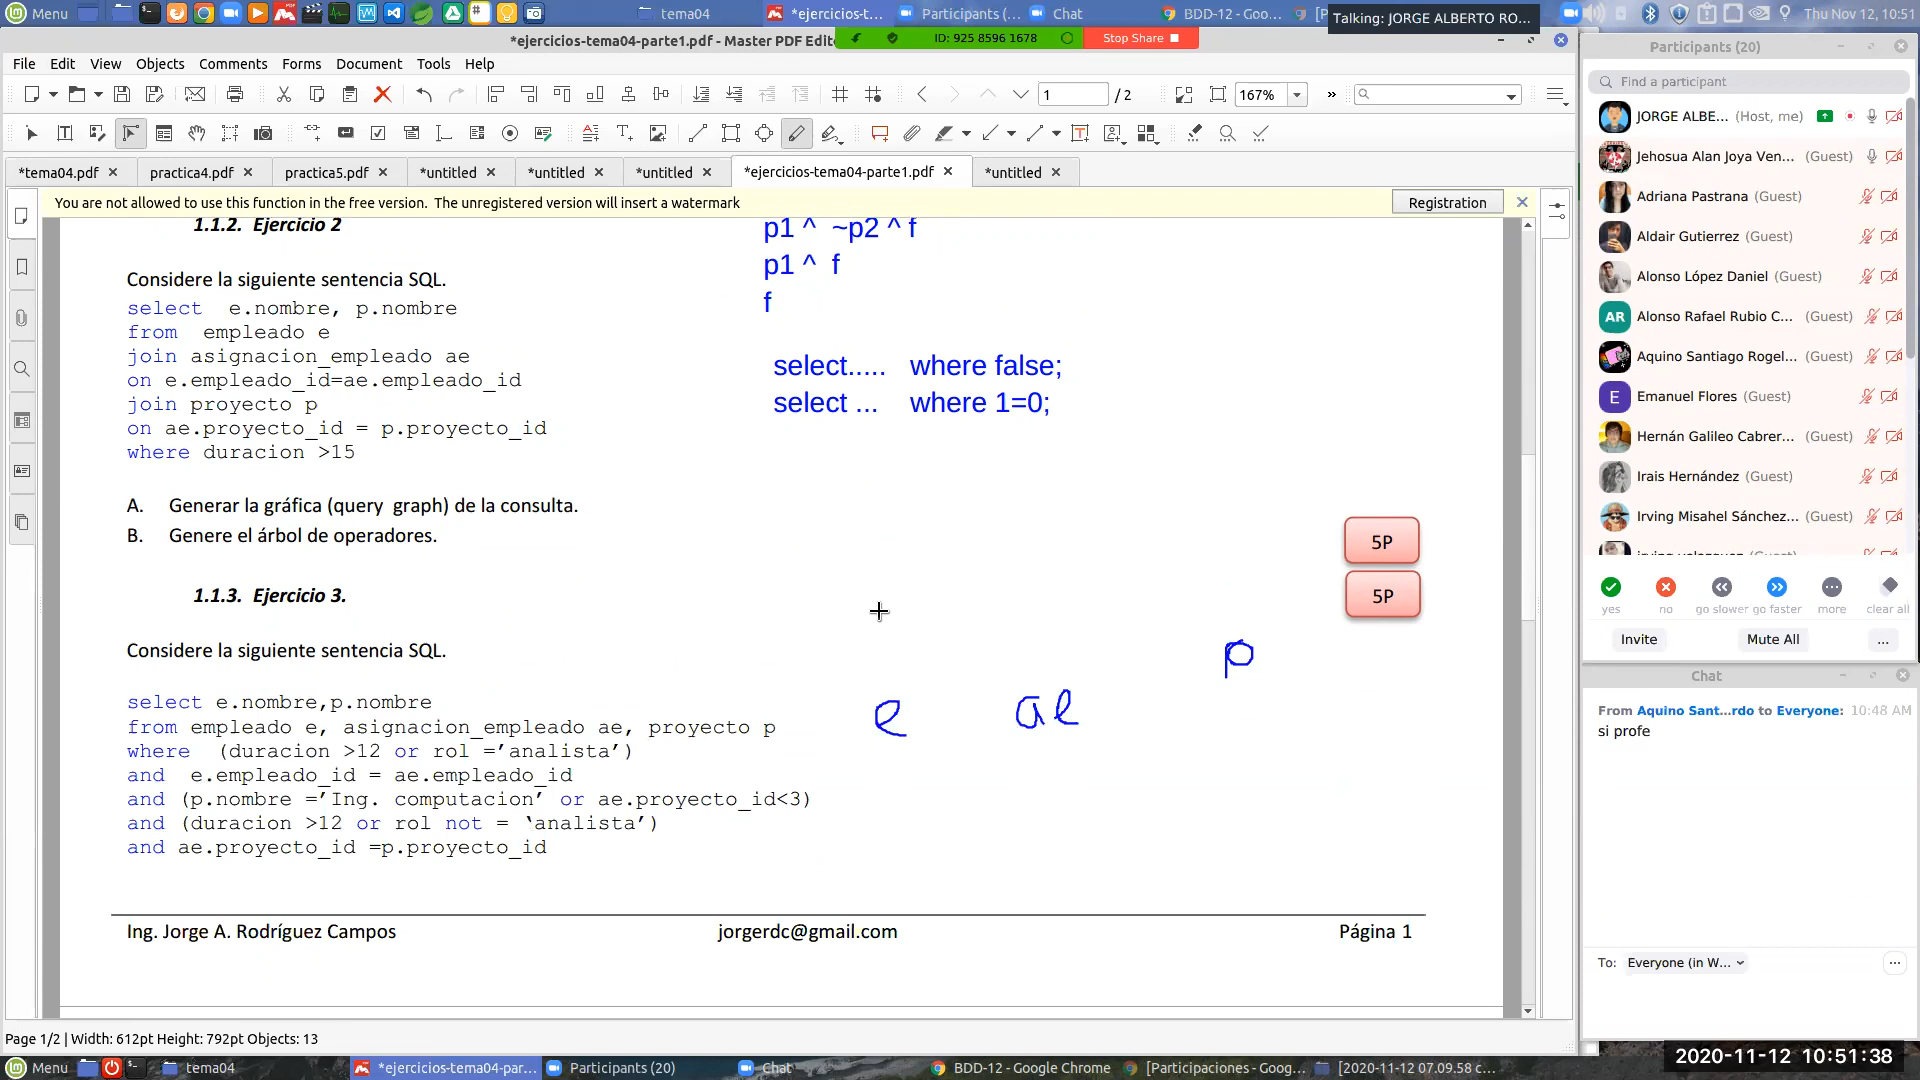 Menu
tema04
*ejercicios-t...
Participants (...
Chat
BDD-12 - Goo...
[P
Talking: JORGE ALBERTO RO...
Thu Nov 12, 10:51
*ejercicios-tema04-parte1.pdf - Master PDF Edit
ID: 925 8596 1678
Stop Share
File Edit View Objects Comments Forms Document Tools Help
1 / 2
167%
*tema04.pdf
practica4.pdf
practica5.pdf
*untitled
*untitled
*untitled
*ejercicios-tema04-parte1.pdf
*untitled
You are not allowed to use this function in the free version. The unregistered version will insert a watermark
Registration
1.1.2. Ejercicio 2
Considere la siguiente sentencia SQL.
select e.nombre, p.nombre
from empleado e
join asignacion_empleado ae
on e.empleado_id=ae.empleado_id
join proyecto p
on ae.proyecto_id = p.proyecto_id
where duracion >15
p1 ^ ~p2 ^ f
p1 ^ f
f
select..... where false;
select ... where 1=0;
A. Generar la gráfica (query graph) de la consulta.
B. Genere el árbol de operadores.
5P
5P
1.1.3. Ejercicio 3.
Considere la siguiente sentencia SQL.
p
e ae
select e.nombre,p.nombre
from empleado e, asignacion_empleado ae, proyecto p
where (duracion >12 or rol =’analista’)
and e.empleado_id = ae.empleado_id
and (p.nombre =’Ing. computacion’ or ae.proyecto_id<3)
and (duracion >12 or rol not = ‘analista’)
and ae.proyecto_id =p.proyecto_id
Ing. Jorge A. Rodríguez Campos
jorgerdc@gmail.com
Página 1
Page 1/2 | Width: 612pt Height: 792pt Objects: 13
Participants (20)
Find a participant
JORGE ALBE... (Host, me)
Jehosua Alan Joya Ven... (Guest)
Adriana Pastrana (Guest)
Aldair Gutierrez (Guest)
Alonso López Daniel (Guest)
AR Alonso Rafael Rubio C... (Guest)
Aquino Santiago Rogel... (Guest)
E Emanuel Flores (Guest)
Hernán Galileo Cabrer... (Guest)
Irais Hernández (Guest)
Irving Misahel Sánchez... (Guest)
yes no go slower go faster more clear all
Invite
Mute All
...
Chat
From Aquino Sant...rdo to Everyone: 10:48 AM
si profe
To: Everyone (in W...
Menu
tema04
*ejercicios-tema04-par...
Participants (20)
Chat
BDD-12 - Google Chrome
[Participaciones - Goog...
[2020-11-12 07.09.58 c...
2020-11-12 10:51:38